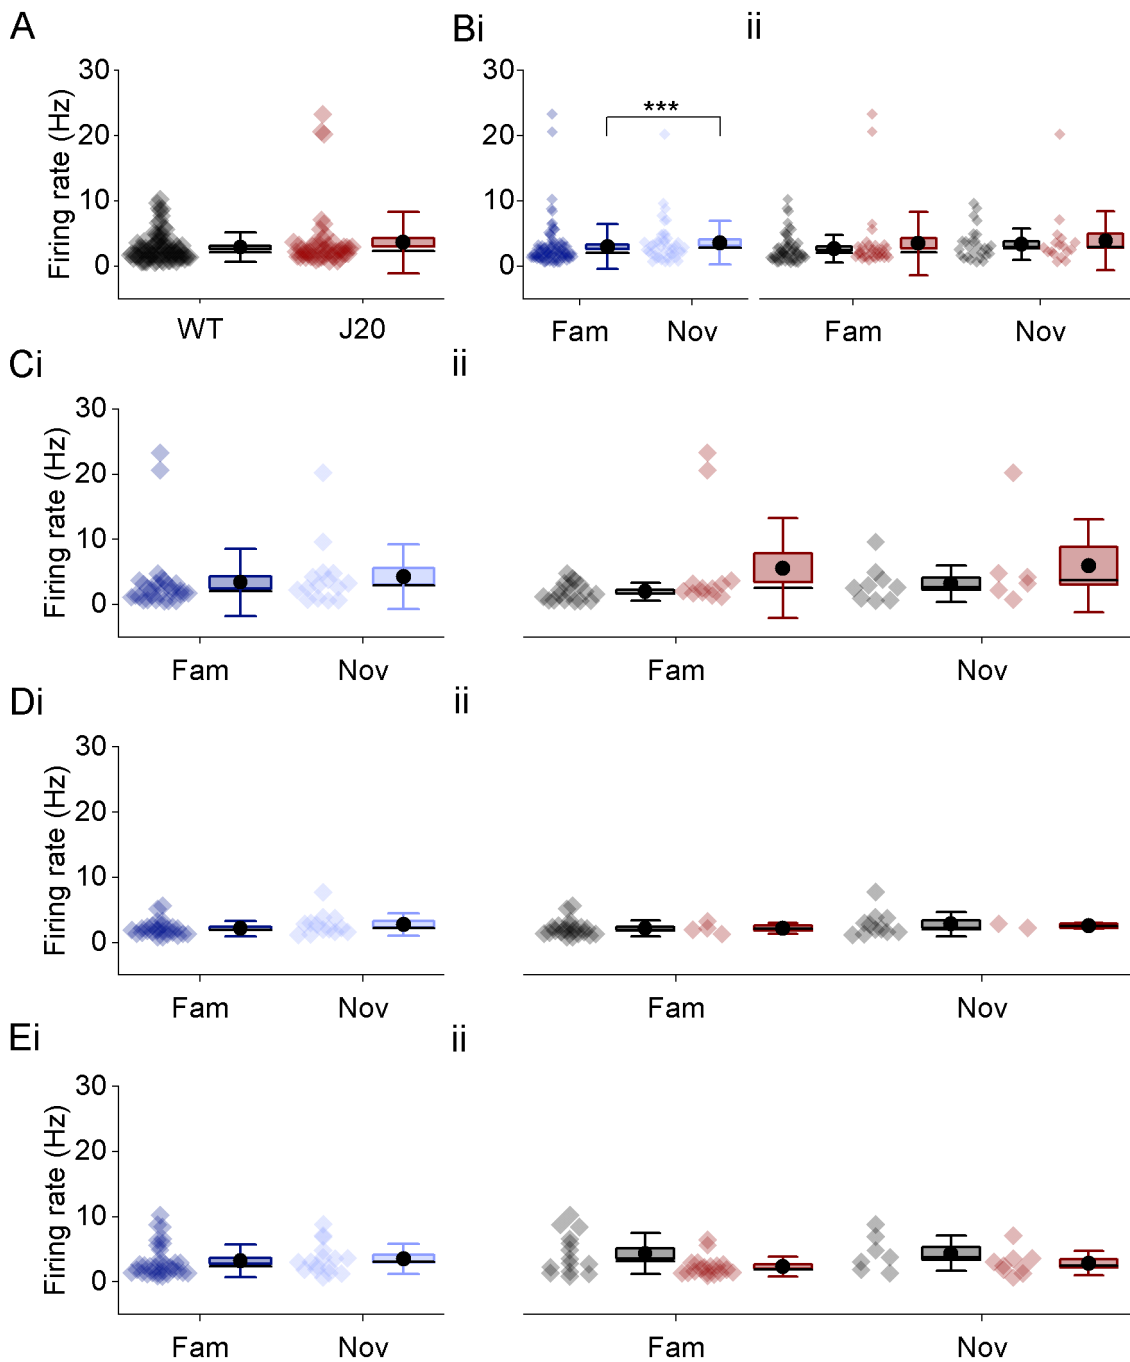 A
Bi
ii
Firing rate (Hz)
30
20
10
0
WT
J20
30
20
10
0
***
Fam
Nov
Fam
Nov
Ci
ii
Firing rate (Hz)
30
20
10
0
Fam
Nov
Fam
Nov
Di
ii
Firing rate (Hz)
30
20
10
0
Fam
Nov
Fam
Nov
Ei
ii
Firing rate (Hz)
30
20
10
0
Fam
Nov
Fam
Nov